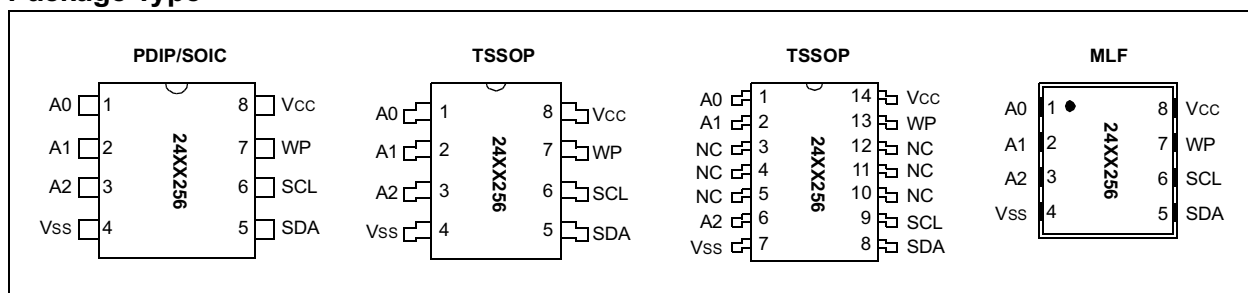 Package Type
PDIP/SOIC
A0 1 8 VCC
A1 2 7 WP
A2 3 6 SCL
VSS 4 5 SDA
24XX256
TSSOP
A0 1 8 VCC
A1 2 7 WP
A2 3 6 SCL
VSS 4 5 SDA
24XX256
TSSOP
A0 1 14 VCC
A1 2 13 WP
NC 3 12 NC
NC 4 11 NC
NC 5 10 NC
A2 6 9 SCL
VSS 7 8 SDA
24XX256
MLF
A0 1 8 VCC
A1 2 7 WP
A2 3 6 SCL
VSS 4 5 SDA
24XX256